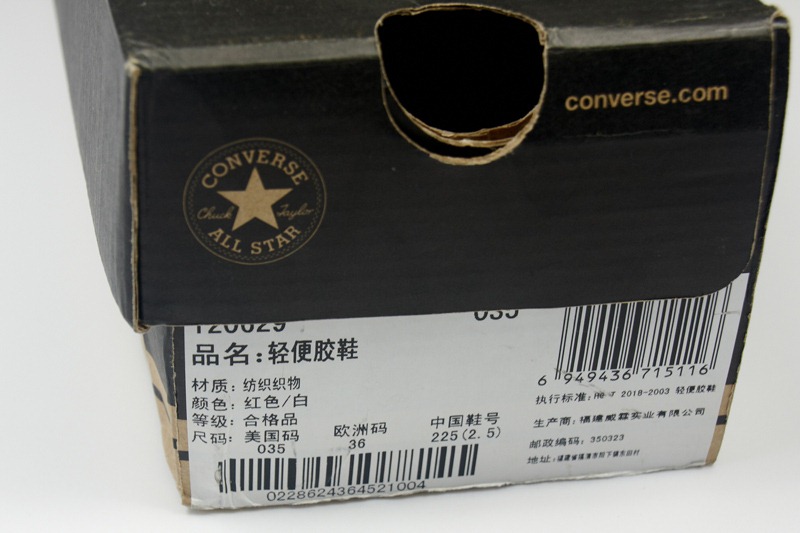 converse.com
CONVERSE
Chuck Taylor
ALL STAR
035
品名:轻便胶鞋
材质: 纺织织物
颜色: 红色/白
等级: 合格品
尺码: 美国码 欧洲码 中国鞋号
035 36 225(2.5)
0228624364521004
6 949436 715116
执行标准: 2018-2003 轻便胶鞋
生产商: 福建威霖实业有限公司
邮政编码: 350323
地址: